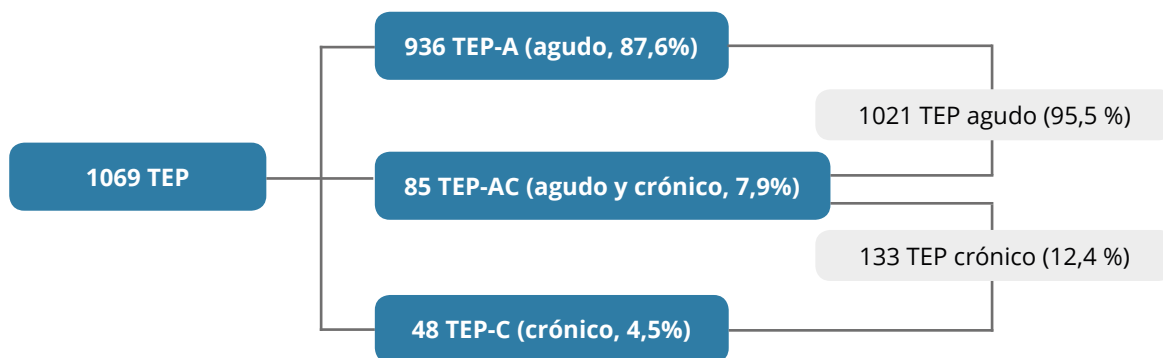 936 TEP-A (agudo, 87,6%)
1021 TEP agudo (95,5 %)
1069 TEP
85 TEP-AC (agudo y crónico, 7,9%)
133 TEP crónico (12,4 %)
48 TEP-C (crónico, 4,5%)